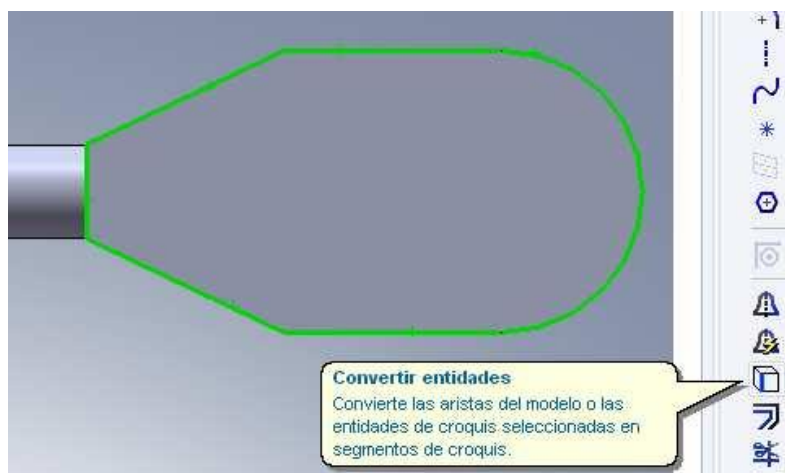 Convertir entidades
Convierte las aristas del modelo o las
entidades de croquis seleccionadas en
segmentos de croquis.